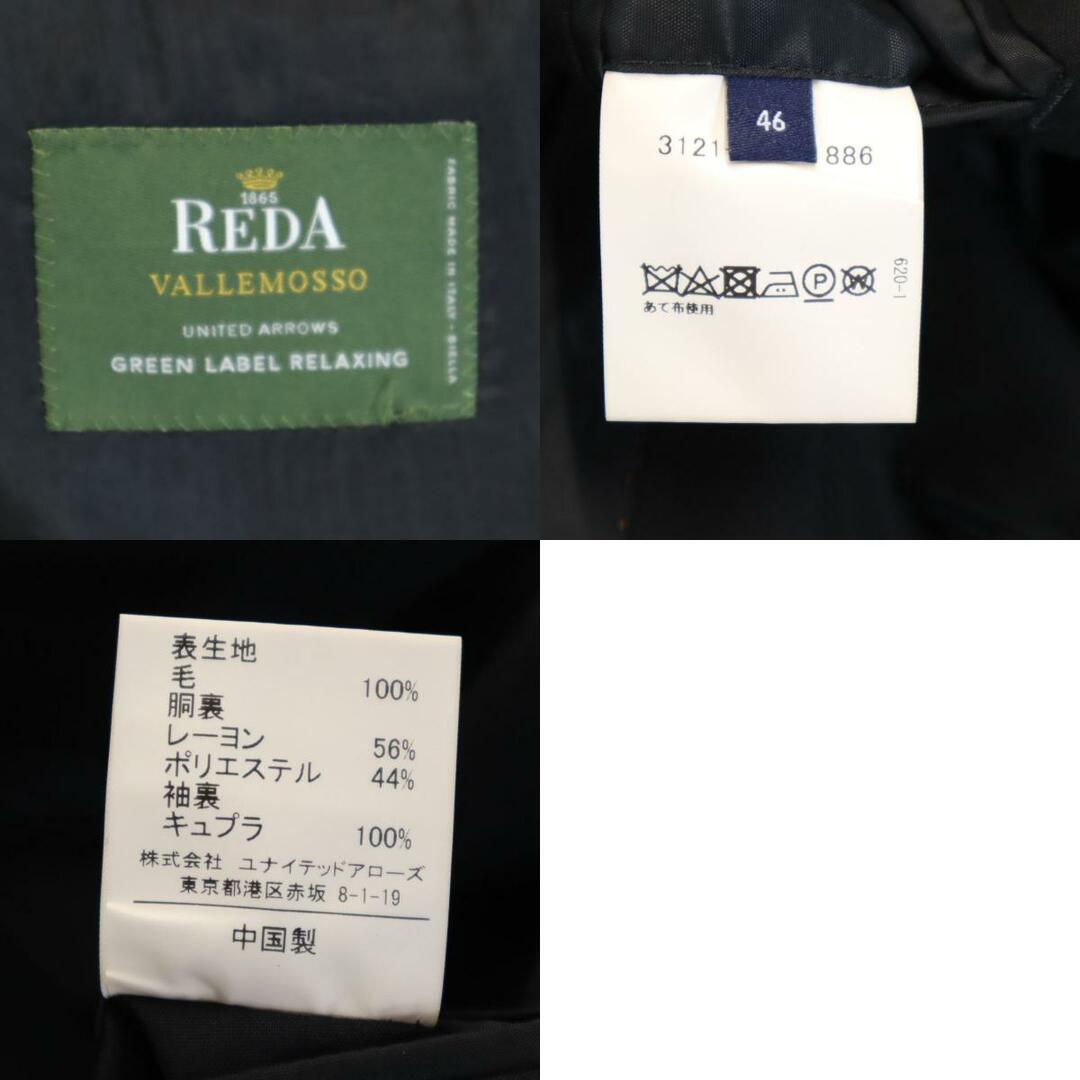 1865
REDA
VALLEMOSSO
UNITED ARROWS
GREEN LABEL RELAXING
FABRIC MADE IN ITALY - BIELLA
46
3121
886
P
W
あて布使用
620-1
表生地
毛 100%
胴裏
レーヨン 56%
ポリエステル 44%
袖裏
キュプラ 100%
株式会社 ユナイテッドアローズ
東京都港区赤坂 8-1-19
中国製